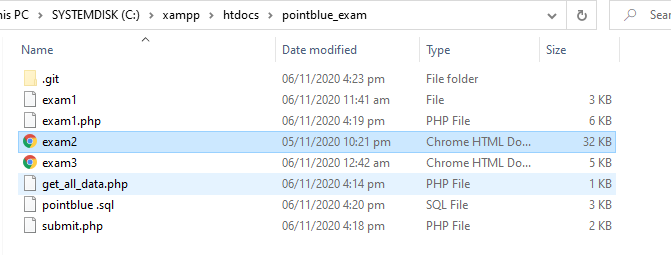 his PC > SYSTEMDISK (C:) > xampp > htdocs > pointblue_exam Sear
Name Date modified Type Size
.git 06/11/2020 4:23 pm File folder
exam1 06/11/2020 11:41 am File 3 KB
exam1.php 06/11/2020 4:19 pm PHP File 6 KB
exam2 05/11/2020 10:21 pm Chrome HTML Do... 32 KB
exam3 06/11/2020 12:42 am Chrome HTML Do... 5 KB
get_all_data.php 06/11/2020 4:14 pm PHP File 1 KB
pointblue .sql 06/11/2020 4:20 pm SQL File 3 KB
submit.php 06/11/2020 4:18 pm PHP File 2 KB